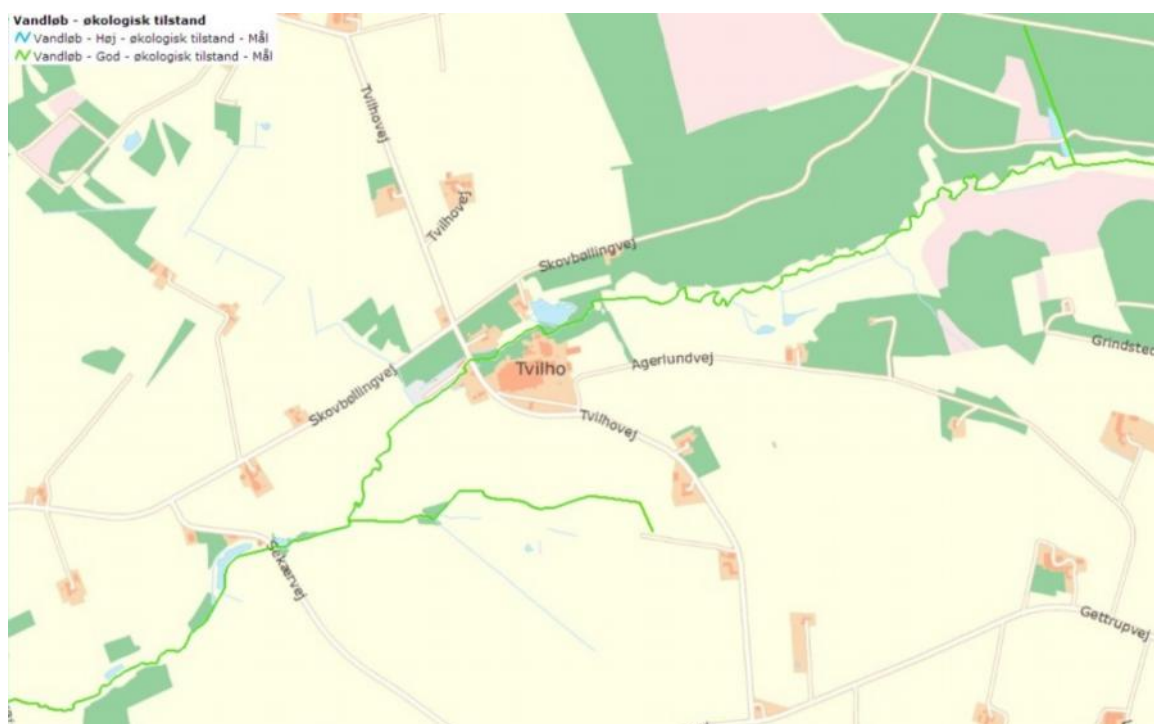 Vandløb - økologisk tilstand
Vandløb - Høj - økologisk tilstand - Mål
Vandløb - God - økologisk tilstand - Mål
Tvilhovej
Tvilhovej
Skovbøllingvej
Tvilho
Agerlundvej
Grindsted
Skovbøllingvej
Tvilhovej
Sekærvej
Gettrupvej